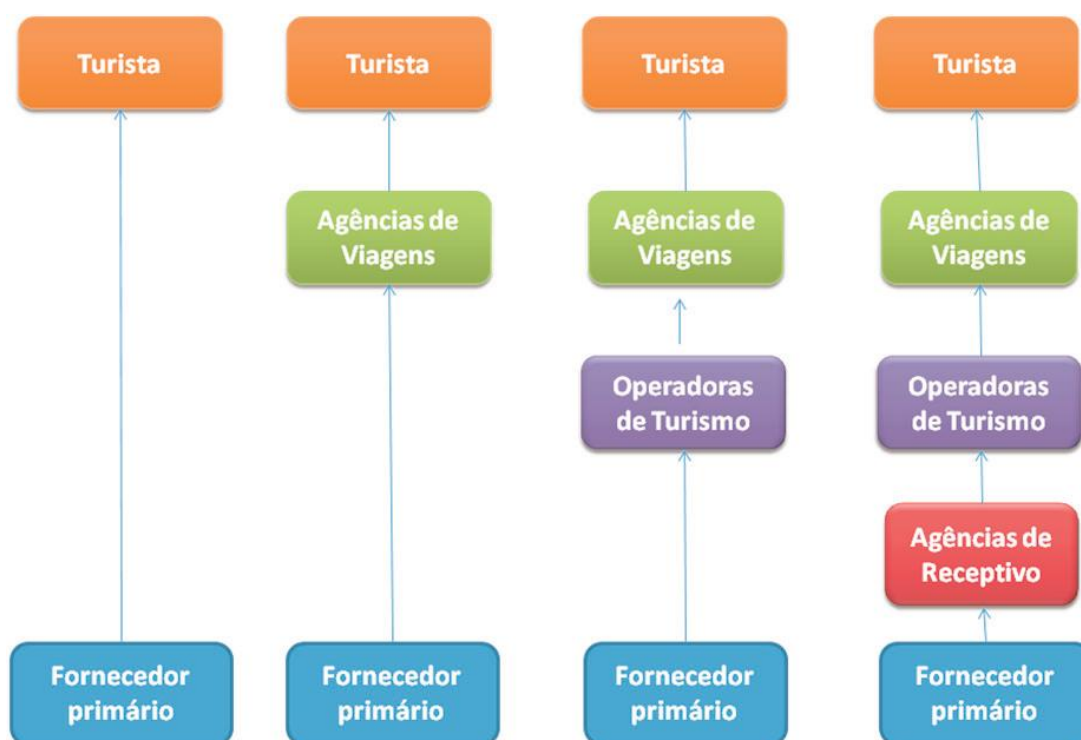 Turista
Turista
Turista
Turista
Agências de
Viagens
Agências de
Viagens
Agências de
Viagens
Operadoras
de Turismo
Operadoras
de Turismo
Agências de
Receptivo
Fornecedor
primário
Fornecedor
primário
Fornecedor
primário
Fornecedor
primário